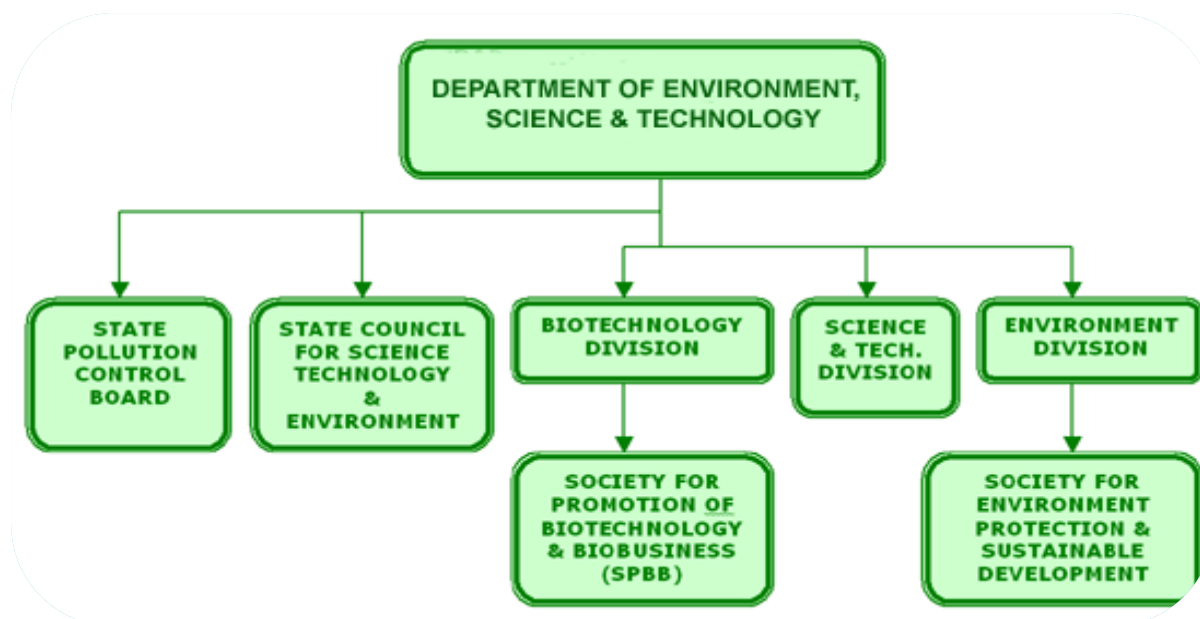 DEPARTMENT OF ENVIRONMENT,
SCIENCE & TECHNOLOGY
STATE
POLLUTION
CONTROL
BOARD
STATE COUNCIL
FOR SCIENCE
TECHNOLOGY
&
ENVIRONMENT
BIOTECHNOLOGY
DIVISION
SCIENCE
& TECH.
DIVISION
ENVIRONMENT
DIVISION
SOCIETY FOR
PROMOTION OF
BIOTECHNOLOGY
& BIOBUSINESS
(SPBB)
SOCIETY FOR
ENVIRONMENT
PROTECTION &
SUSTAINABLE
DEVELOPMENT